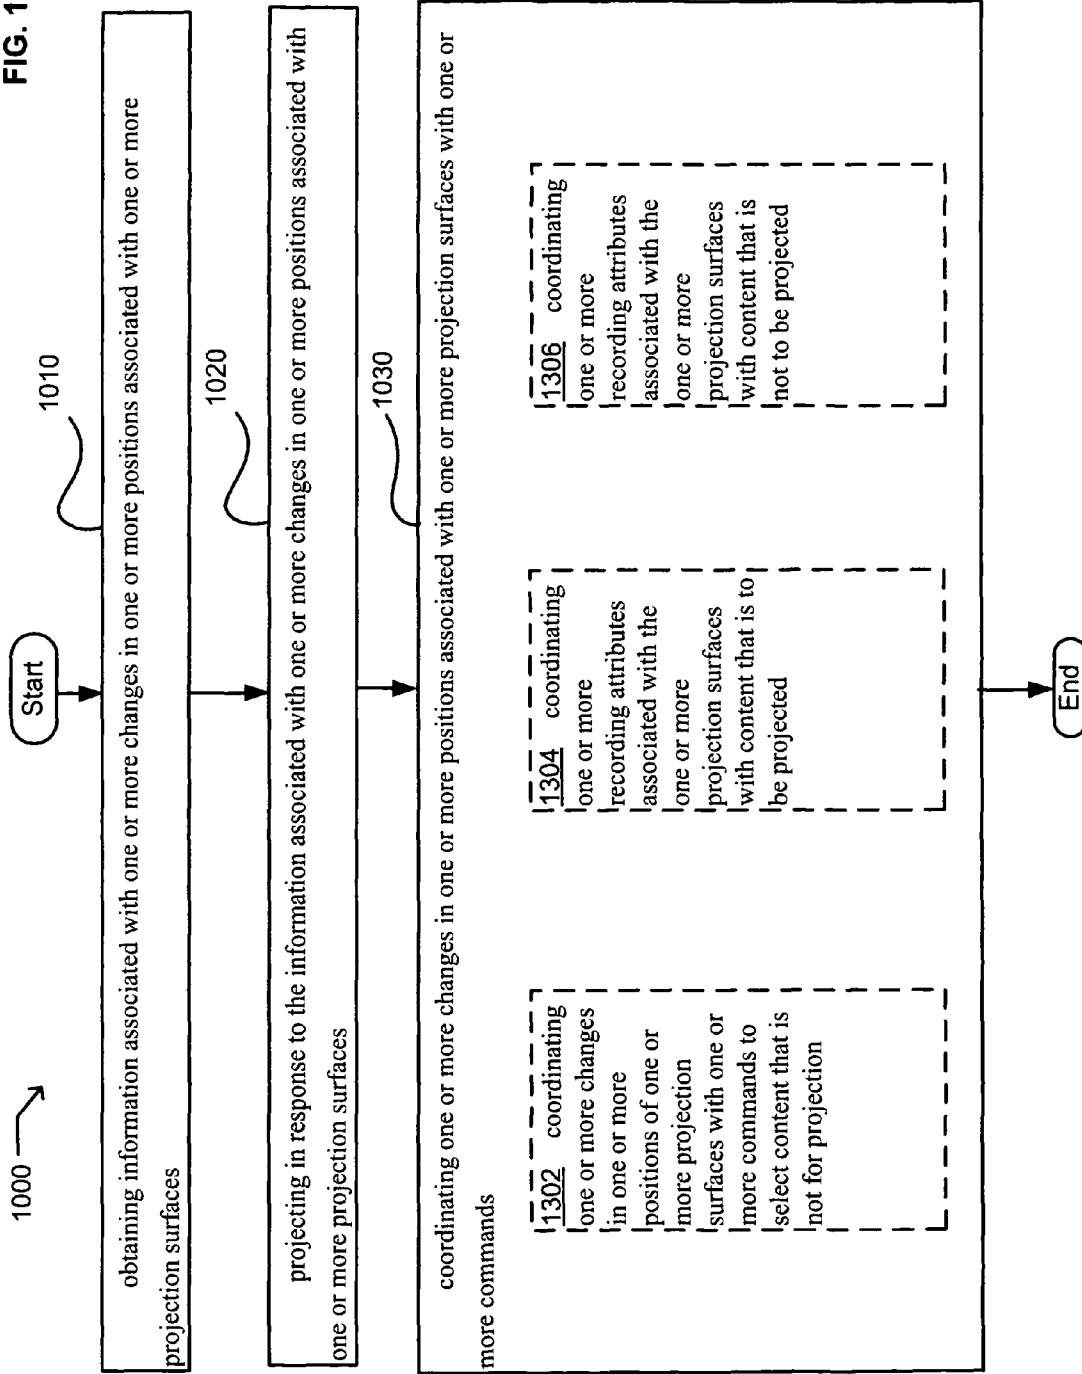 FIG. 1
1000
Start
1010
obtaining information associated with one or more changes in one or more positions associated with one or more
projection surfaces
1020
projecting in response to the information associated with one or more changes in one or more positions associated with
one or more projection surfaces
1030
coordinating one or more changes in one or more positions associated with one or more projection surfaces with one or
more commands
1302 coordinating
one or more changes
in one or more
positions of one or
more projection
surfaces with one or
more commands to
select content that is
not for projection
1304 coordinating
one or more
recording attributes
associated with the
one or more
projection surfaces
with content that is to
be projected
1306 coordinating
one or more
recording attributes
associated with the
one or more
projection surfaces
with content that is
not to be projected
End